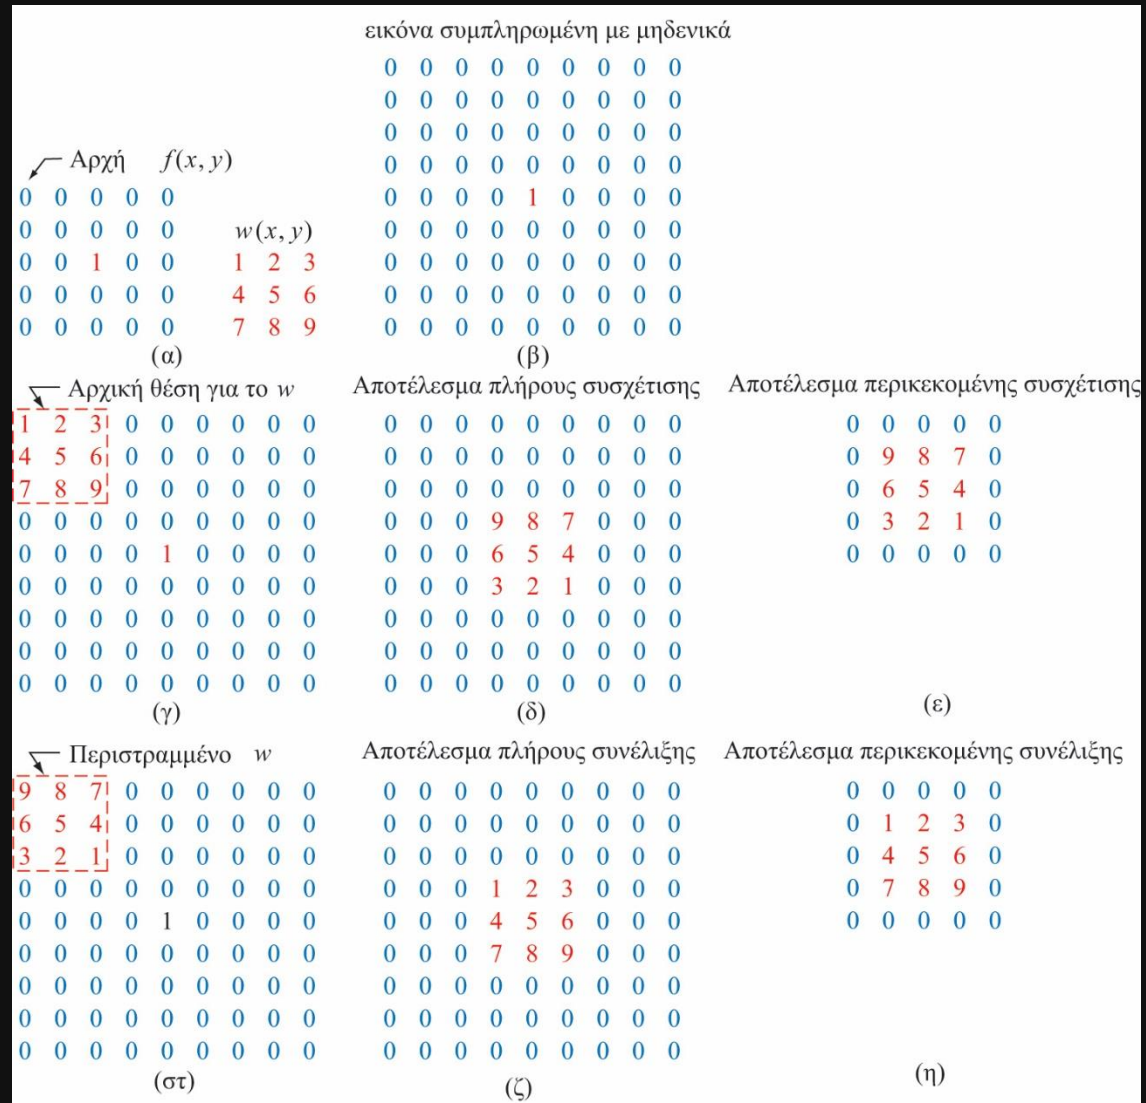 εικόνα συμπληρωμένη με μηδενικά
0 0 0 0 0 0 0 0 0
0 0 0 0 0 0 0 0 0
0 0 0 0 0 0 0 0 0
0 0 0 0 0 0 0 0 0
0 0 0 0 1 0 0 0 0
0 0 0 0 0 0 0 0 0
0 0 0 0 0 0 0 0 0
0 0 0 0 0 0 0 0 0
0 0 0 0 0 0 0 0 0
Αρχή f(x, y)
0 0 0 0 0
0 0 0 0 0
0 0 1 0 0
0 0 0 0 0
0 0 0 0 0
w(x, y)
1 2 3
4 5 6
7 8 9
(α)
(β)
Αρχική θέση για το w
1 2 3 0 0 0 0 0 0
4 5 6 0 0 0 0 0 0
7 8 9 0 0 0 0 0 0
0 0 0 0 0 0 0 0 0
0 0 0 0 1 0 0 0 0
0 0 0 0 0 0 0 0 0
0 0 0 0 0 0 0 0 0
0 0 0 0 0 0 0 0 0
0 0 0 0 0 0 0 0 0
(γ)
Αποτέλεσμα πλήρους συσχέτισης
0 0 0 0 0 0 0 0 0
0 0 0 0 0 0 0 0 0
0 0 0 0 0 0 0 0 0
0 0 0 9 8 7 0 0 0
0 0 0 6 5 4 0 0 0
0 0 0 3 2 1 0 0 0
0 0 0 0 0 0 0 0 0
0 0 0 0 0 0 0 0 0
0 0 0 0 0 0 0 0 0
(δ)
Αποτέλεσμα περικεκομένης συσχέτισης
0 0 0 0 0
0 9 8 7 0
0 6 5 4 0
0 3 2 1 0
0 0 0 0 0
(ε)
Περιστραμμένο w
9 8 7 0 0 0 0 0 0
6 5 4 0 0 0 0 0 0
3 2 1 0 0 0 0 0 0
0 0 0 0 0 0 0 0 0
0 0 0 0 1 0 0 0 0
0 0 0 0 0 0 0 0 0
0 0 0 0 0 0 0 0 0
0 0 0 0 0 0 0 0 0
0 0 0 0 0 0 0 0 0
(στ)
Αποτέλεσμα πλήρους συνέλιξης
0 0 0 0 0 0 0 0 0
0 0 0 0 0 0 0 0 0
0 0 0 0 0 0 0 0 0
0 0 0 1 2 3 0 0 0
0 0 0 4 5 6 0 0 0
0 0 0 7 8 9 0 0 0
0 0 0 0 0 0 0 0 0
0 0 0 0 0 0 0 0 0
0 0 0 0 0 0 0 0 0
(ζ)
Αποτέλεσμα περικεκομένης συνέλιξης
0 0 0 0 0
0 1 2 3 0
0 4 5 6 0
0 7 8 9 0
0 0 0 0 0
(η)